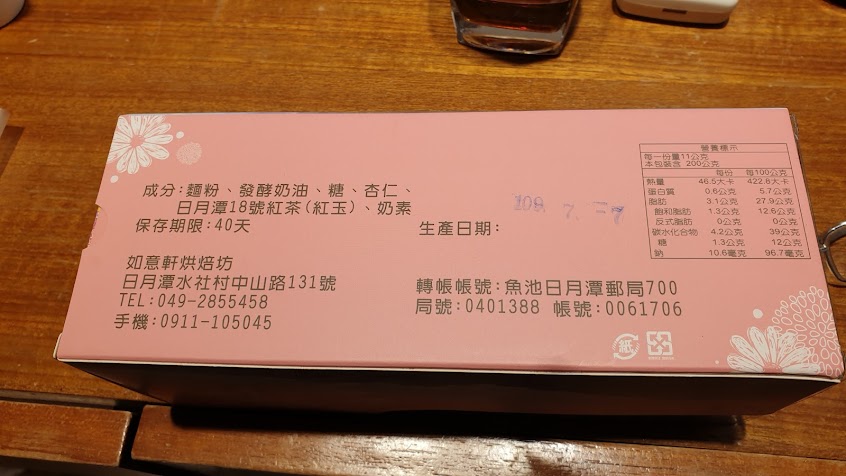 成分:麵粉、發酵奶油、糖、杏仁、
日月潭18號紅茶(紅玉)、奶素
保存期限:40天
生產日期:
109. 7.
如意軒烘焙坊
日月潭水社村中山路131號
TEL:049-2855458
手機:0911-105045
轉帳帳號:魚池日月潭郵局700
局號:0401388 帳號:0061706
營養標示
每一份量11公克
本包裝含 200公克
每份 每100公克
熱量 46.5大卡 422.8大卡
蛋白質 0.6公克 5.7公克
脂肪 3.1公克 27.9公克
飽和脂肪 1.3公克 12.6公克
反式脂肪 0公克 0公克
碳水化合物 4.2公克 39公克
糖 1.3公克 12公克
鈉 10.6毫克 96.7毫克
紙